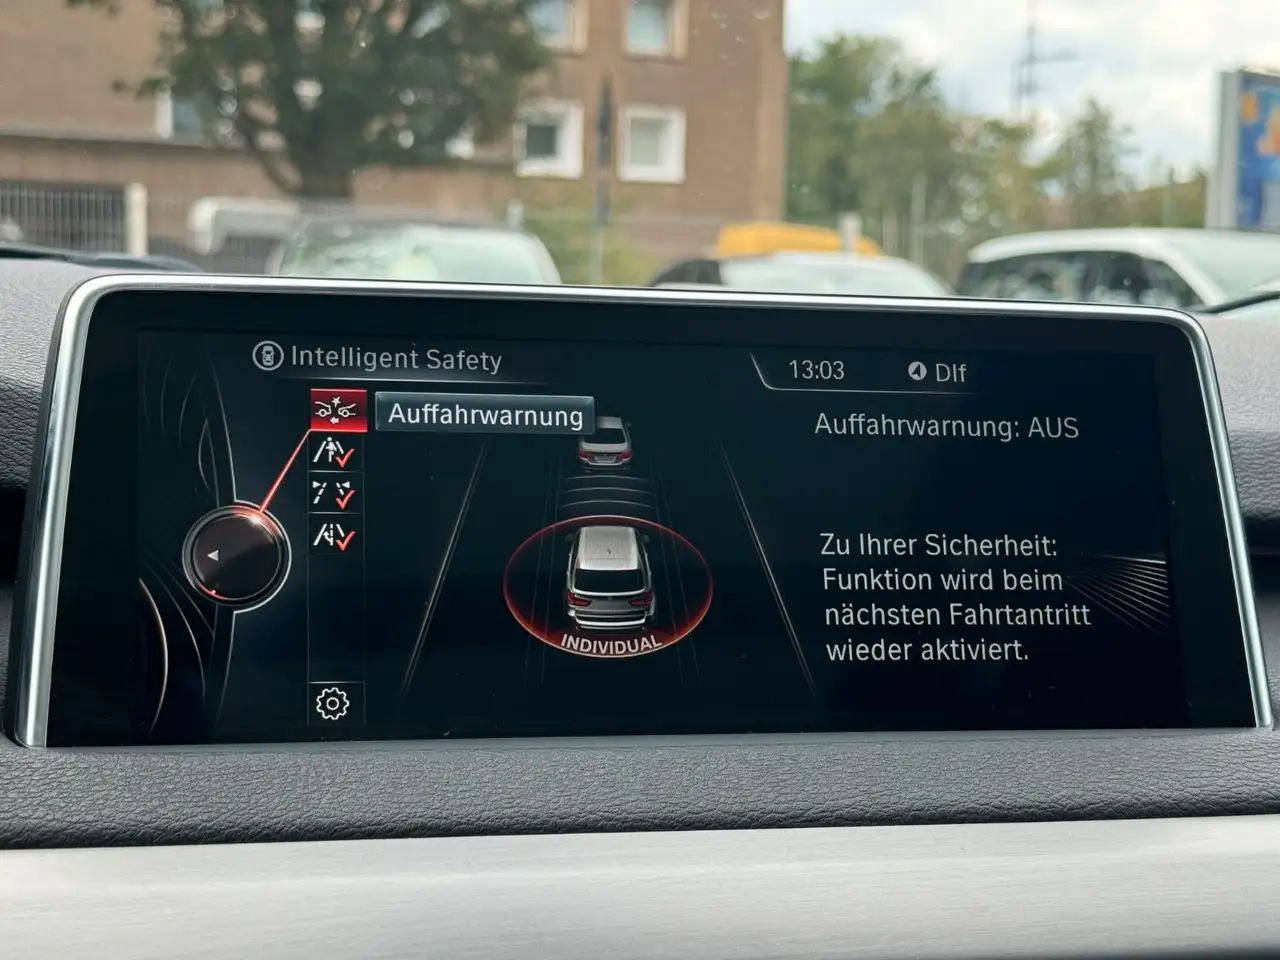 Intelligent Safety
13:03
Dlf
Auffahrwarnung
Auffahrwarnung: AUS
Zu Ihrer Sicherheit:
Funktion wird beim
nächsten Fahrtantritt
wieder aktiviert.
INDIVIDUAL